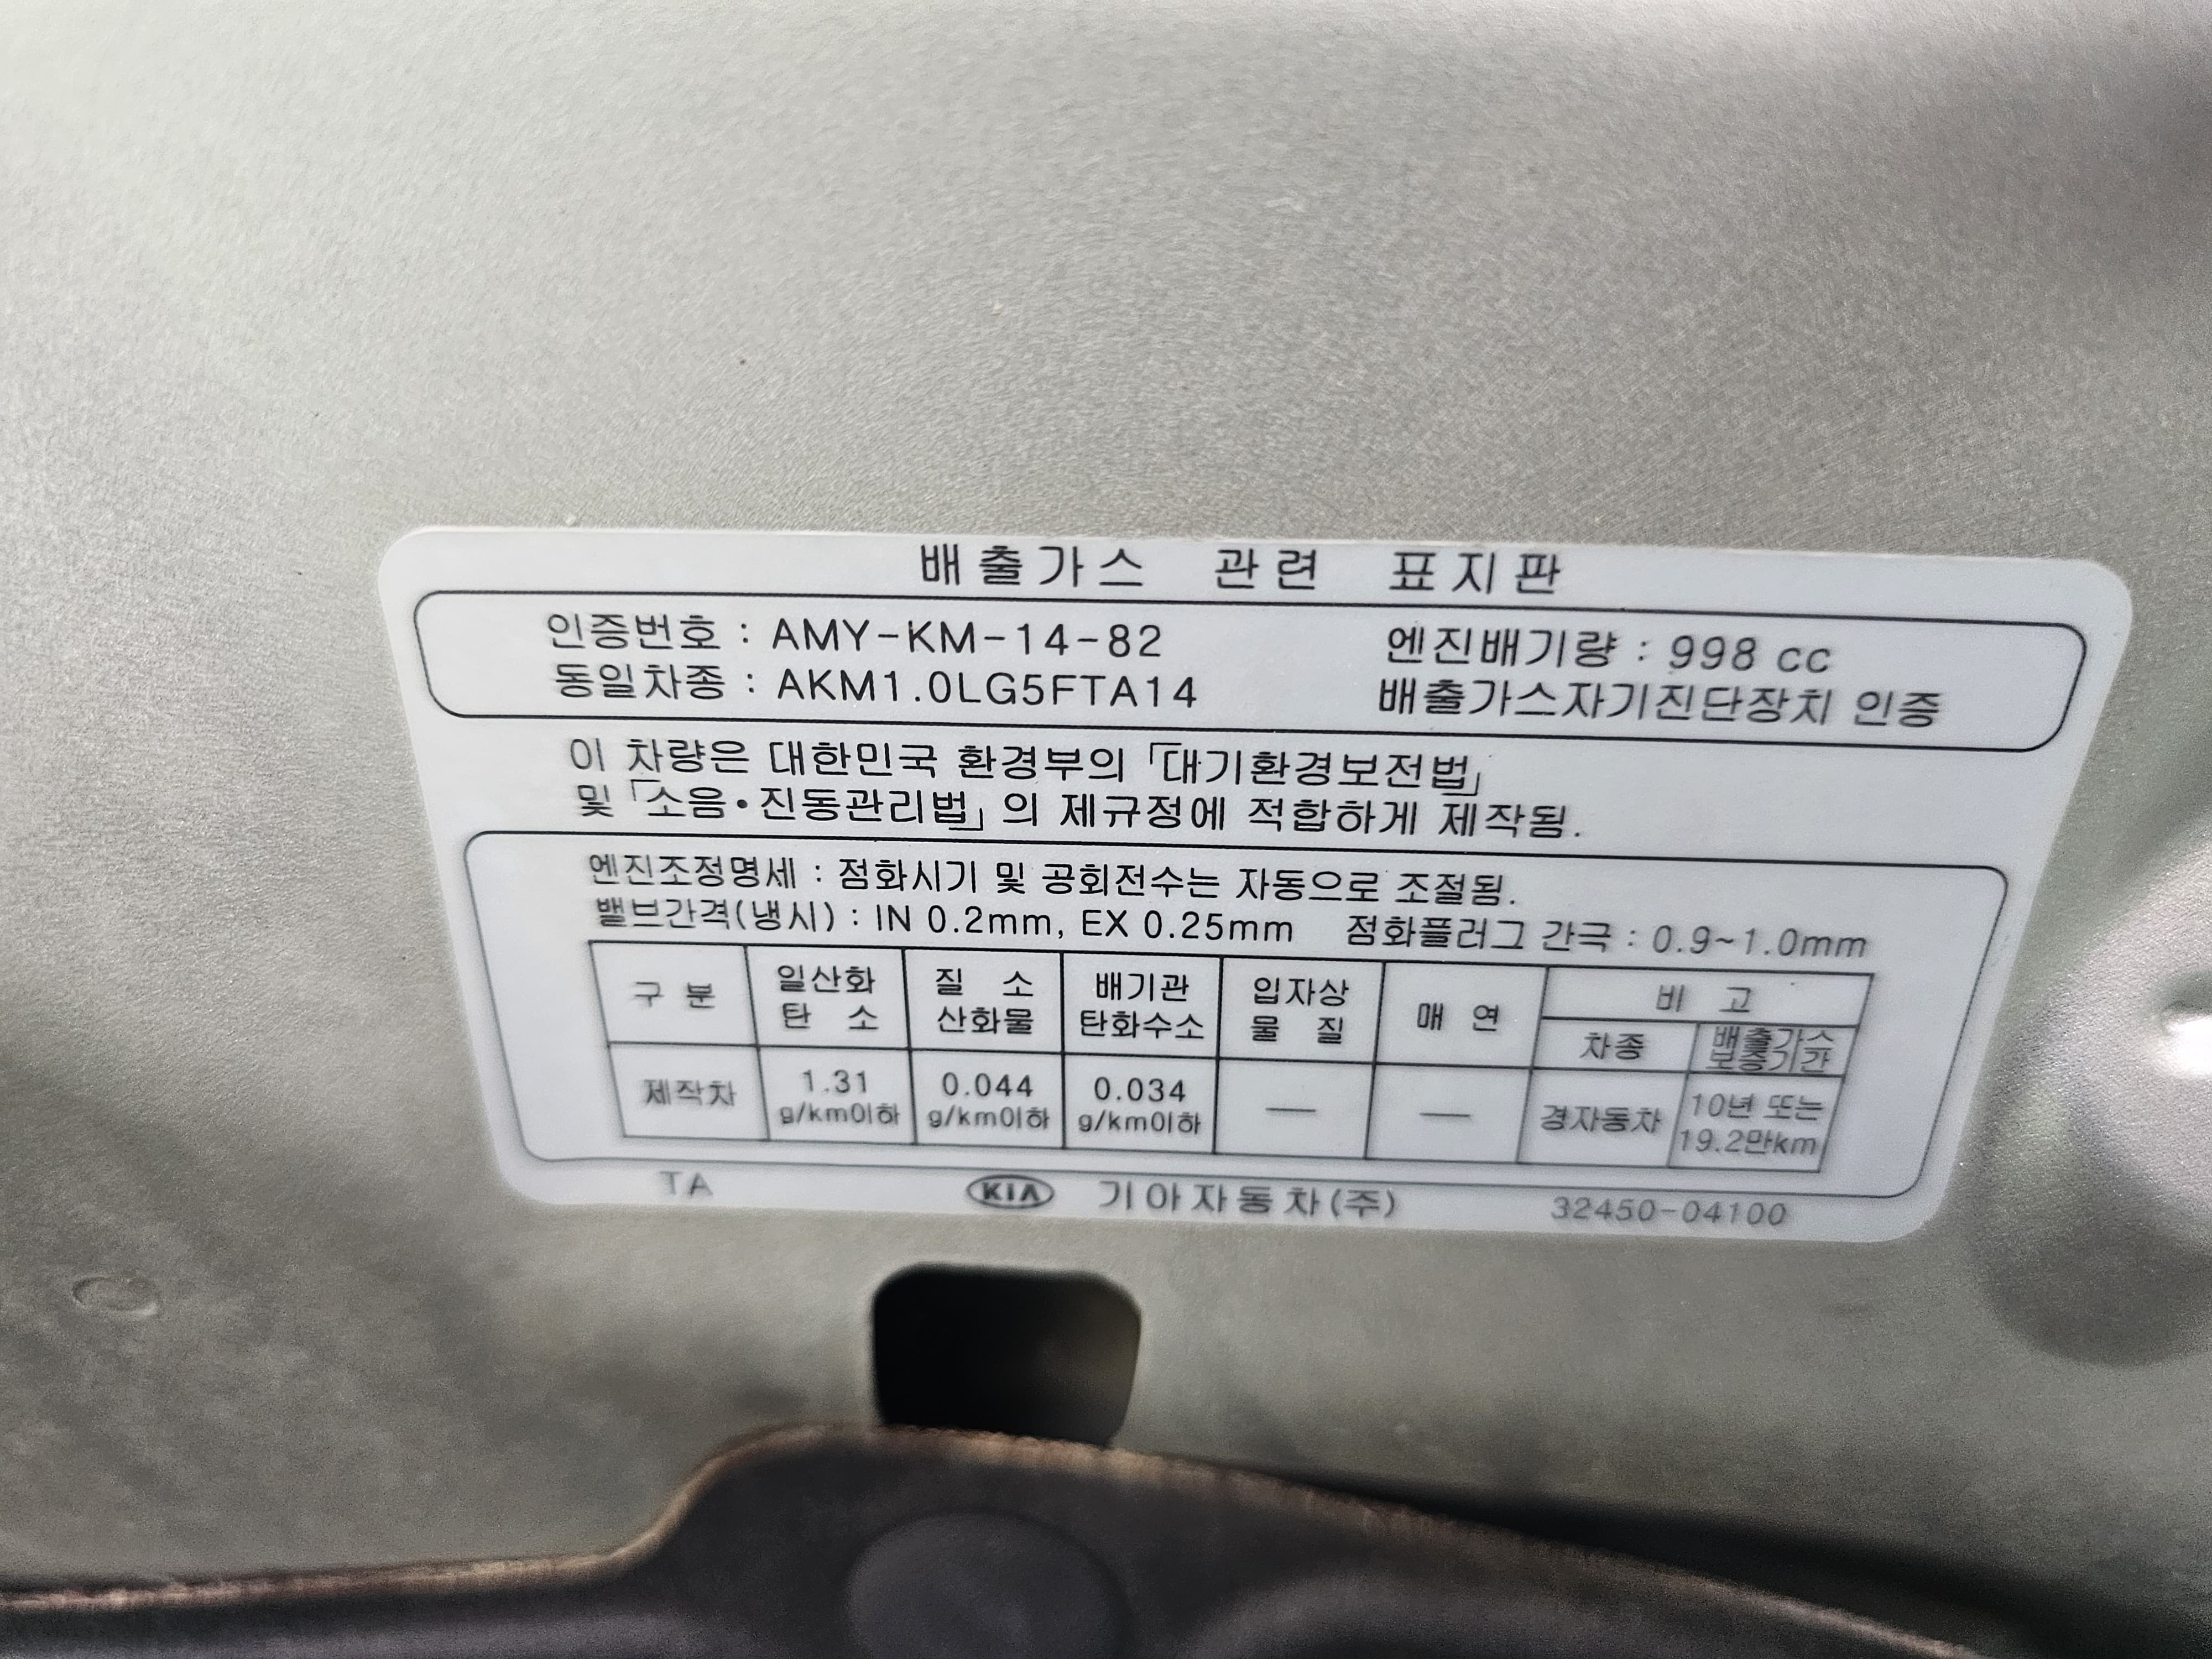 배출가스 관련 표지판
인증번호 : AMY-KM-14-82 엔진배기량 : 998 cc
동일차종 : AKM1.0LG5FTA14 배출가스자기진단장치 인증
이 차량은 대한민국 환경부의 「대기환경보전법」
및 「소음•진동관리법」 의 제규정에 적합하게 제작됨.
엔진조정명세 : 점화시기 및 공회전수는 자동으로 조절됨.
밸브간격(냉시) : IN 0.2mm, EX 0.25mm 점화플러그 간극 : 0.9~1.0mm
구 분
일산화
탄 소
질 소
산화물
배기관
탄화수소
입자상
물 질
매 연
비 고
차종
배출가스
보증기간
제작차
1.31
g/km이하
0.044
g/km이하
0.034
g/km이하
—
—
경자동차
10년 또는
19.2만km
TA KIA 기아자동차(주) 32450-04100